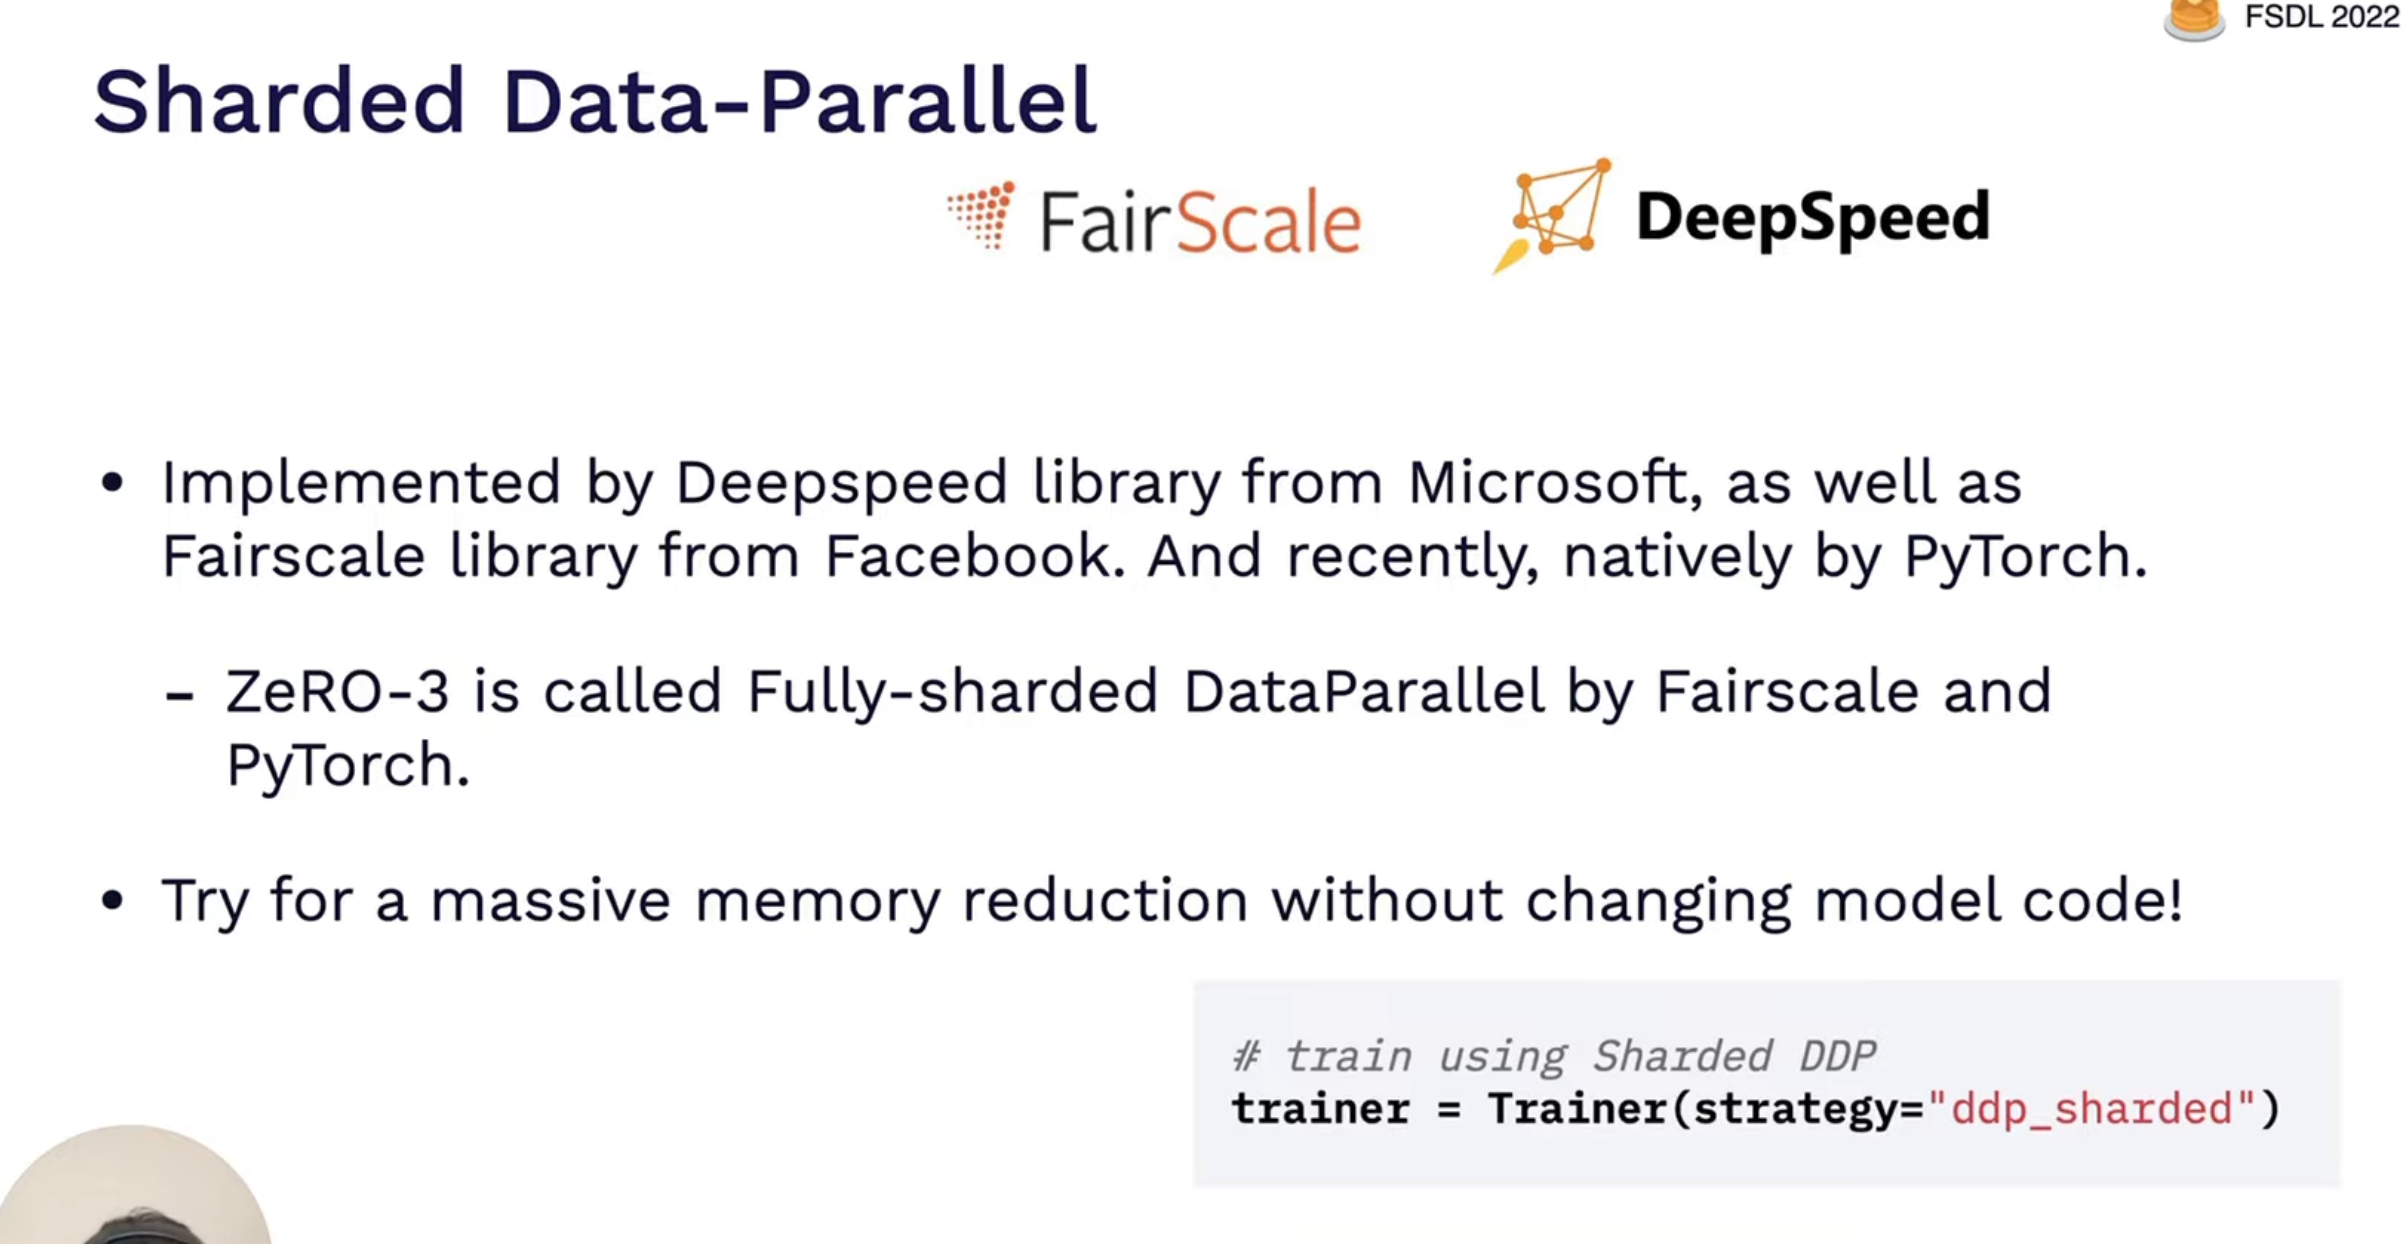 FSDL 2022
Sharded Data-Parallel
FairScale
DeepSpeed
• Implemented by Deepspeed library from Microsoft, as well as
Fairscale library from Facebook. And recently, natively by PyTorch.
– ZeRO-3 is called Fully-sharded DataParallel by Fairscale and
PyTorch.
• Try for a massive memory reduction without changing model code!
# train using Sharded DDP
trainer = Trainer(strategy="ddp_sharded")